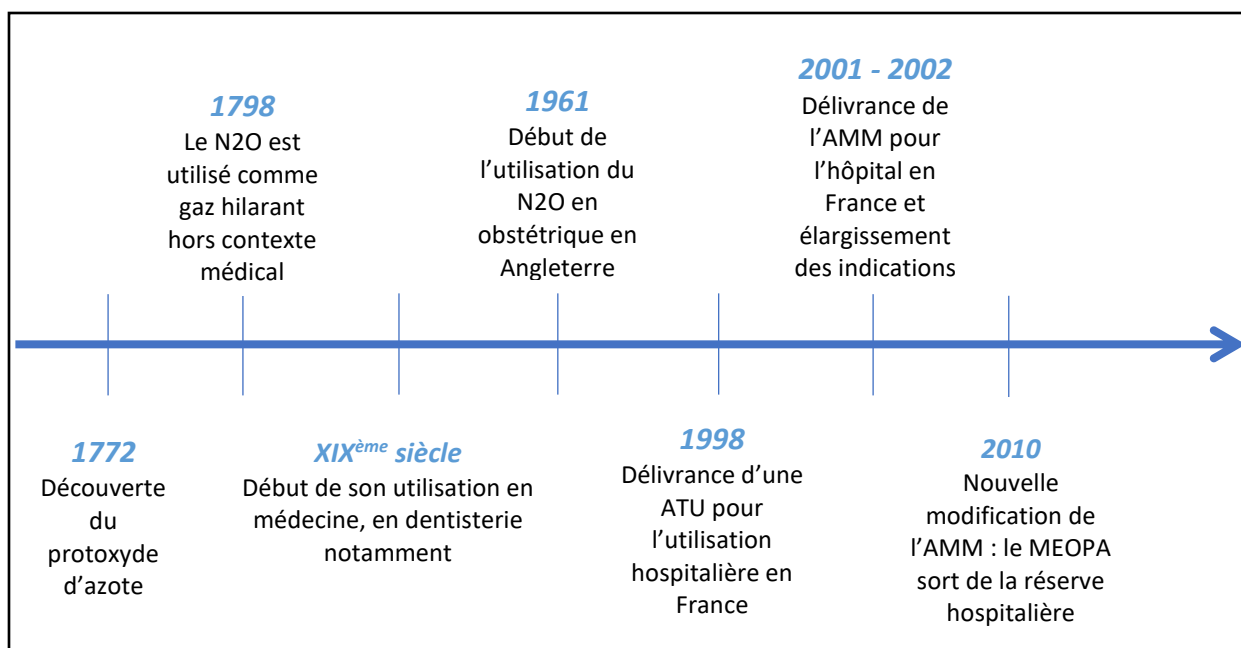 1798
Le N2O est
utilisé comme
gaz hilarant
hors contexte
médical
1961
Début de
l’utilisation du
N2O en
obstétrique en
Angleterre
2001 - 2002
Délivrance de
l’AMM pour
l’hôpital en
France et
élargissement
des indications
1772
Découverte
du
protoxyde
d’azote
XIXème siècle
Début de son utilisation en
médecine, en dentisterie
notamment
1998
Délivrance d’une
ATU pour
l’utilisation
hospitalière en
France
2010
Nouvelle
modification de
l’AMM : le MEOPA
sort de la réserve
hospitalière